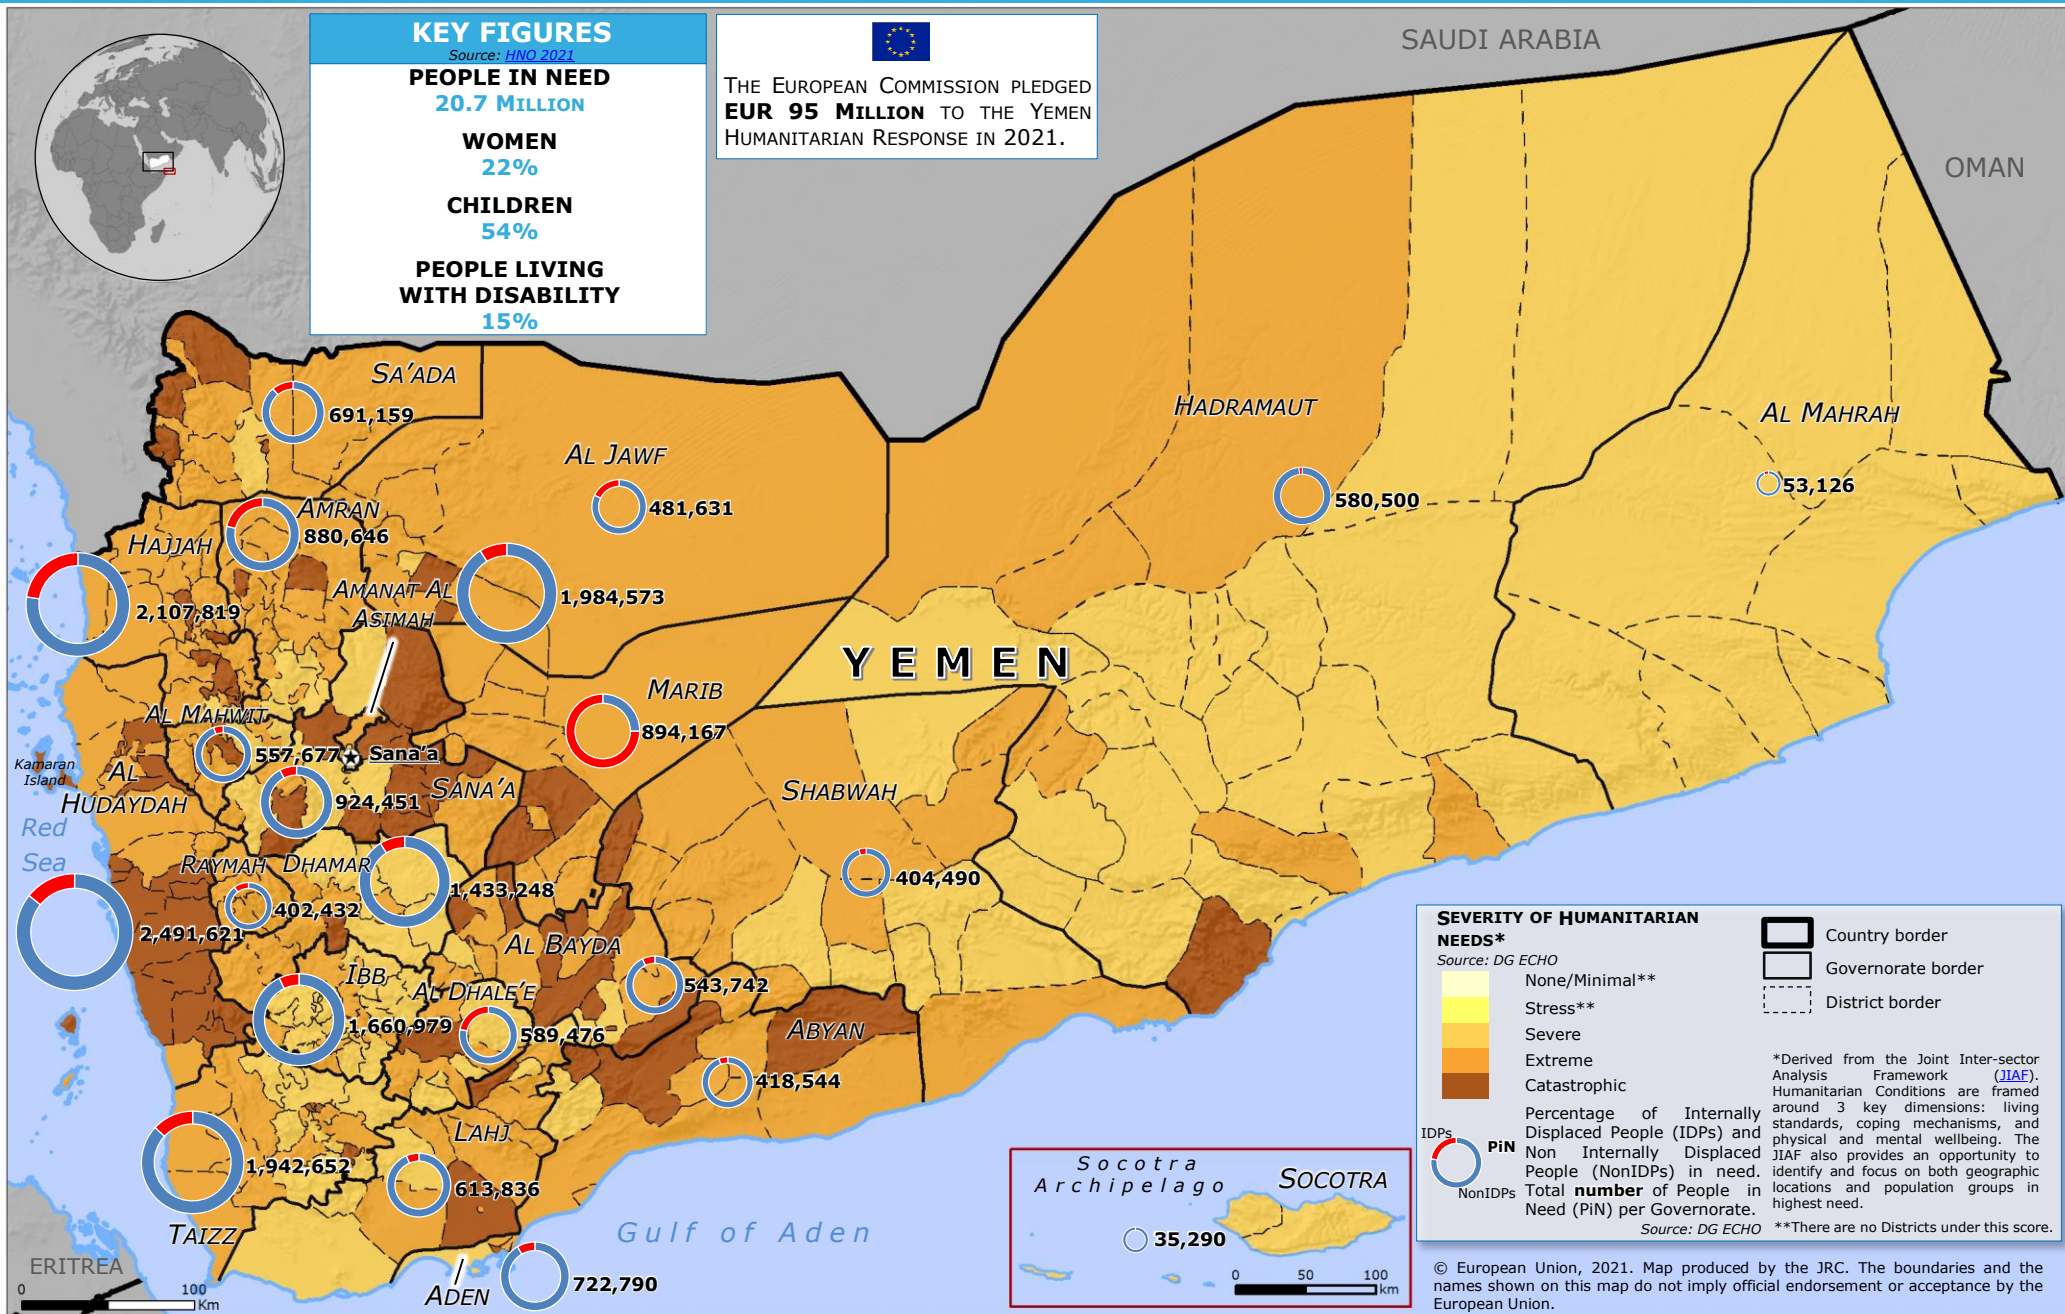 KEY FIGURES
Source: HNO 2021
PEOPLE IN NEED
20.7 MILLION
WOMEN
22%
CHILDREN
54%
PEOPLE LIVING
WITH DISABILITY
15%
THE EUROPEAN COMMISSION PLEDGED
EUR 95 MILLION TO THE YEMEN
HUMANITARIAN RESPONSE IN 2021.
SAUDI ARABIA
OMAN
SA'ADA
691,159
AL JAWF
481,631
HADRAMAUT
580,500
AL MAHRAH
53,126
AMRAN
880,646
HAJJAH
2,107,819
AMANAT AL
ASIMAH
1,984,573
YEMEN
MARIB
894,167
AL MAHWIT
557,677
Sana'a
Kamaran
Island
AL
HUDAYDAH
924,451
SANA'A
SHABWAH
404,490
Red
Sea
RAYMAH
402,432
DHAMAR
1,433,248
2,491,621
AL BAYDA
543,742
IBB
1,660,979
AL DHALE'E
589,476
ABYAN
418,544
LAHJ
613,836
1,942,652
TAIZZ
Gulf of Aden
ADEN
722,790
ERITREA
0
100
Km
Socotra
Archipelago
SOCOTRA
35,290
0
50
100
km
SEVERITY OF HUMANITARIAN
NEEDS*
Source: DG ECHO
None/Minimal**
Stress**
Severe
Extreme
Catastrophic
Country border
Governorate border
District border
IDPs
PiN
NonIDPs
Percentage of Internally
Displaced People (IDPs) and
Non Internally Displaced
People (NonIDPs) in need.
Total number of People in
Need (PiN) per Governorate.
Source: DG ECHO
*Derived from the Joint Inter-sector
Analysis Framework (JIAF).
Humanitarian Conditions are framed
around 3 key dimensions: living
standards, coping mechanisms, and
physical and mental wellbeing. The
JIAF also provides an opportunity to
identify and focus on both geographic
locations and population groups in
highest need.
**There are no Districts under this score.
© European Union, 2021. Map produced by the JRC. The boundaries and the
names shown on this map do not imply official endorsement or acceptance by the
European Union.